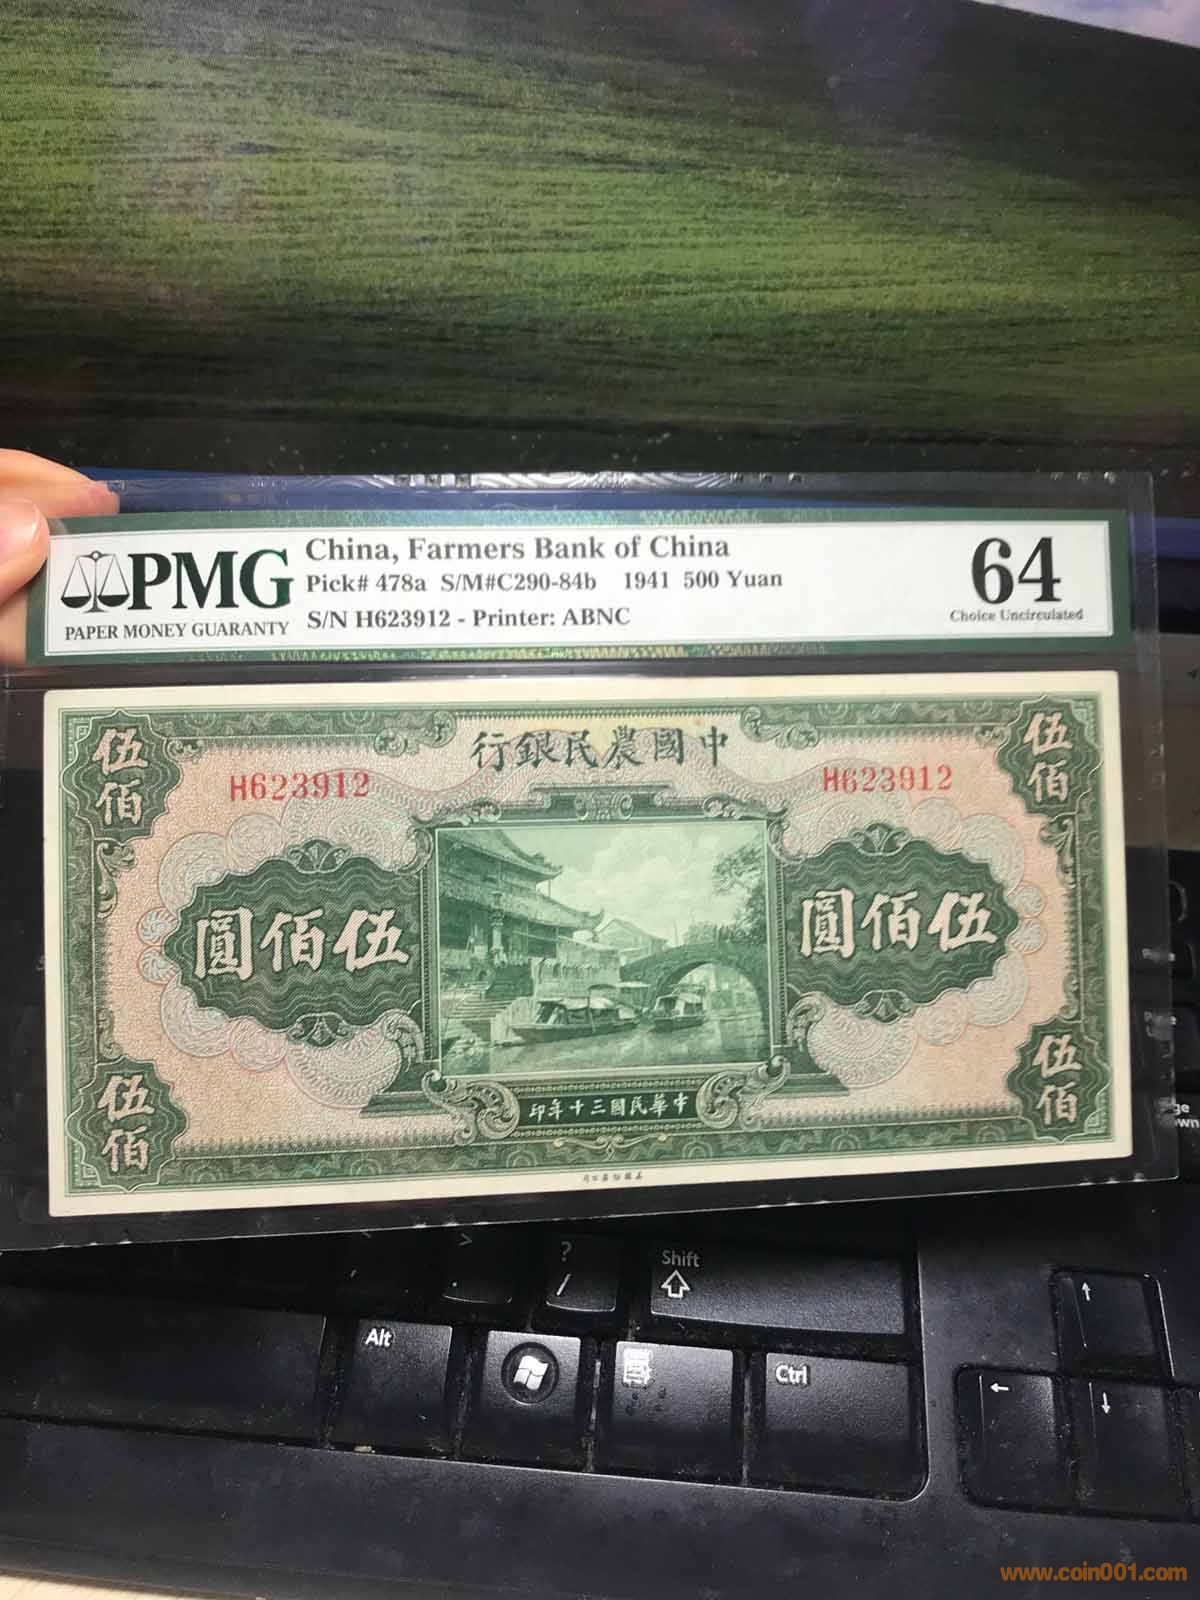 PMG
PAPER MONEY GUARANTY
China, Farmers Bank of China
Pick# 478a S/M#C290-84b 1941 500 Yuan
S/N H623912 - Printer: ABNC
64
Choice Uncirculated
行銀民農國中
伍佰
伍佰
H623912
H623912
圓佰伍
圓佰伍
伍佰
伍佰
印年十三國民華中
?
/
>
.
,
Shift
Alt
Ctrl
↑
←
↓
www.coin001.com